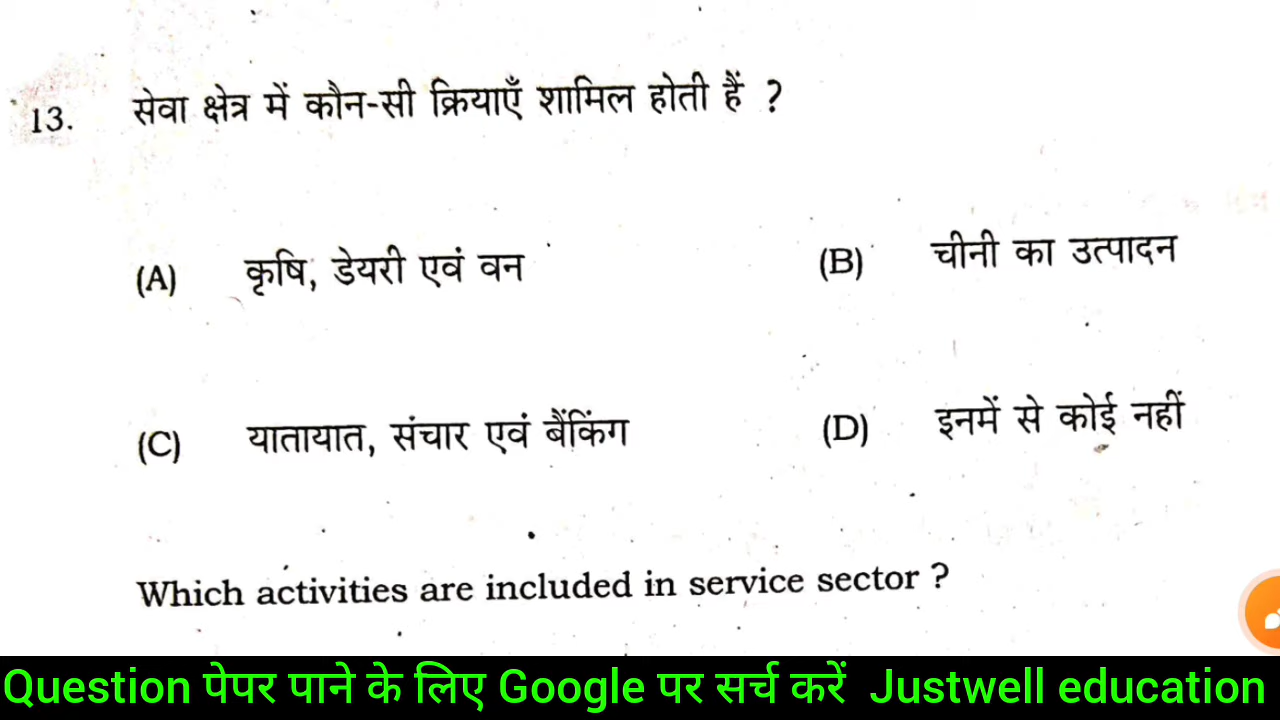 13. सेवा क्षेत्र में कौन-सी क्रियाएँ शामिल होती हैं ?
(A) कृषि, डेयरी एवं वन (B) चीनी का उत्पादन
(C) यातायात, संचार एवं बैंकिंग (D) इनमें से कोई नहीं
Which activities are included in service sector ?
Question पेपर पाने के लिए Google पर सर्च करें Justwell education